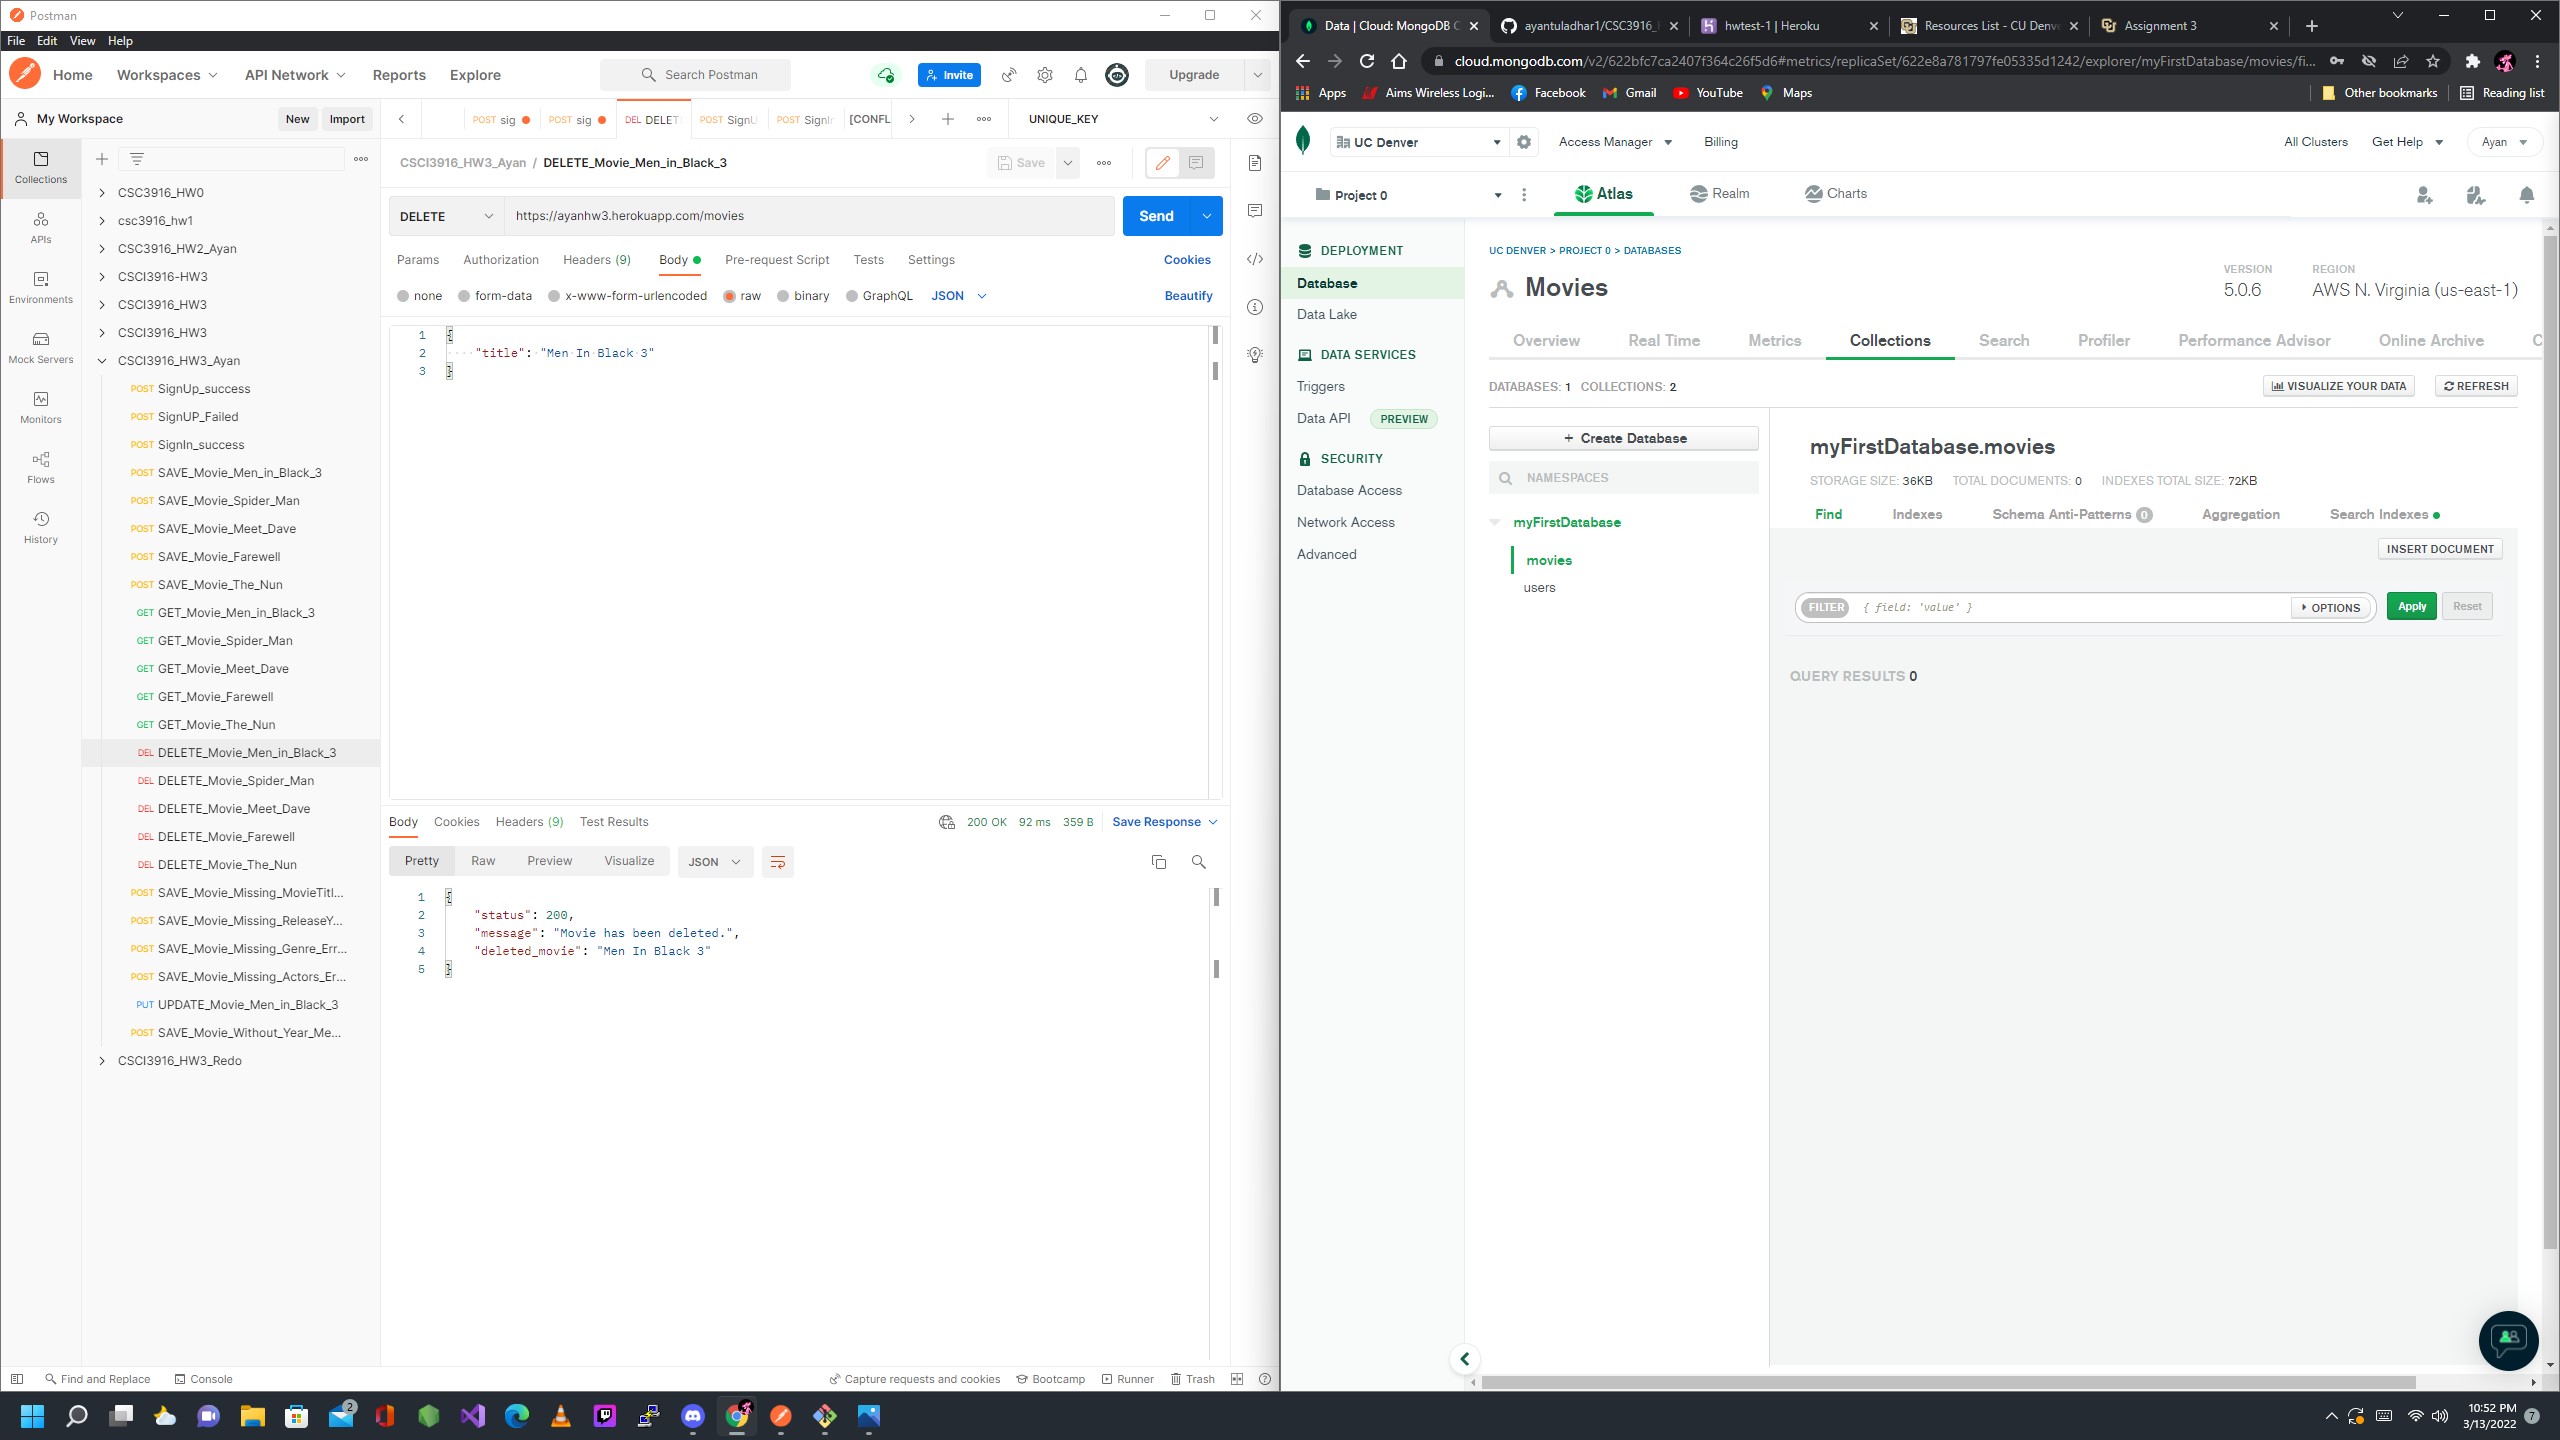 Postman
File Edit View Help
Home Workspaces API Network Reports Explore Search Postman Invite Upgrade
My Workspace New Import
POST sig POST sig DEL DELET POST SignU POST SignIn [CONFL UNIQUE_KEY
Collections
APIs
Environments
Mock Servers
Monitors
Flows
History
CSC3916_HW0
csc3916_hw1
CSC3916_HW2_Ayan
CSCI3916-HW3
CSCI3916_HW3
CSCI3916_HW3
CSCI3916_HW3_Ayan
POST SignUp_success
POST SignUP_Failed
POST SignIn_success
POST SAVE_Movie_Men_in_Black_3
POST SAVE_Movie_Spider_Man
POST SAVE_Movie_Meet_Dave
POST SAVE_Movie_Farewell
POST SAVE_Movie_The_Nun
GET GET_Movie_Men_in_Black_3
GET GET_Movie_Spider_Man
GET GET_Movie_Meet_Dave
GET GET_Movie_Farewell
GET GET_Movie_The_Nun
DEL DELETE_Movie_Men_in_Black_3
DEL DELETE_Movie_Spider_Man
DEL DELETE_Movie_Meet_Dave
DEL DELETE_Movie_Farewell
DEL DELETE_Movie_The_Nun
POST SAVE_Movie_Missing_MovieTitl...
POST SAVE_Movie_Missing_ReleaseY...
POST SAVE_Movie_Missing_Genre_Err...
POST SAVE_Movie_Missing_Actors_Er...
PUT UPDATE_Movie_Men_in_Black_3
POST SAVE_Movie_Without_Year_Me...
CSCI3916_HW3_Redo
CSCI3916_HW3_Ayan / DELETE_Movie_Men_in_Black_3 Save
DELETE https://ayanhw3.herokuapp.com/movies Send
Params Authorization Headers (9) Body Pre-request Script Tests Settings Cookies
none form-data x-www-form-urlencoded raw binary GraphQL JSON Beautify
1 {
2 "title": "Men In Black 3"
3 }
Body Cookies Headers (9) Test Results 200 OK 92 ms 359 B Save Response
Pretty Raw Preview Visualize JSON
1 {
2 "status": 200,
3 "message": "Movie has been deleted.",
4 "deleted_movie": "Men In Black 3"
5 }
Find and Replace Console Capture requests and cookies Bootcamp Runner Trash
Data | Cloud: MongoDB C ayantuladhar1/CSC3916_ hwtest-1 | Heroku Resources List - CU Denve Assignment 3
cloud.mongodb.com/v2/622bfc7ca2407f364c26f5d6#metrics/replicaSet/622e8a781797fe05335d1242/explorer/myFirstDatabase/movies/fi...
Apps Aims Wireless Logi... Facebook Gmail YouTube Maps Other bookmarks Reading list
UC Denver Access Manager Billing All Clusters Get Help Ayan
Project 0 Atlas Realm Charts
DEPLOYMENT
Database
Data Lake
DATA SERVICES
Triggers
Data API PREVIEW
SECURITY
Database Access
Network Access
Advanced
UC DENVER > PROJECT 0 > DATABASES
Movies
VERSION
5.0.6
REGION
AWS N. Virginia (us-east-1)
Overview Real Time Metrics Collections Search Profiler Performance Advisor Online Archive C
DATABASES: 1 COLLECTIONS: 2 VISUALIZE YOUR DATA REFRESH
+ Create Database
NAMESPACES
myFirstDatabase
movies
users
myFirstDatabase.movies
STORAGE SIZE: 36KB TOTAL DOCUMENTS: 0 INDEXES TOTAL SIZE: 72KB
Find Indexes Schema Anti-Patterns 0 Aggregation Search Indexes
INSERT DOCUMENT
FILTER { field: 'value' } OPTIONS Apply Reset
QUERY RESULTS 0
2
10:52 PM
3/13/2022
7